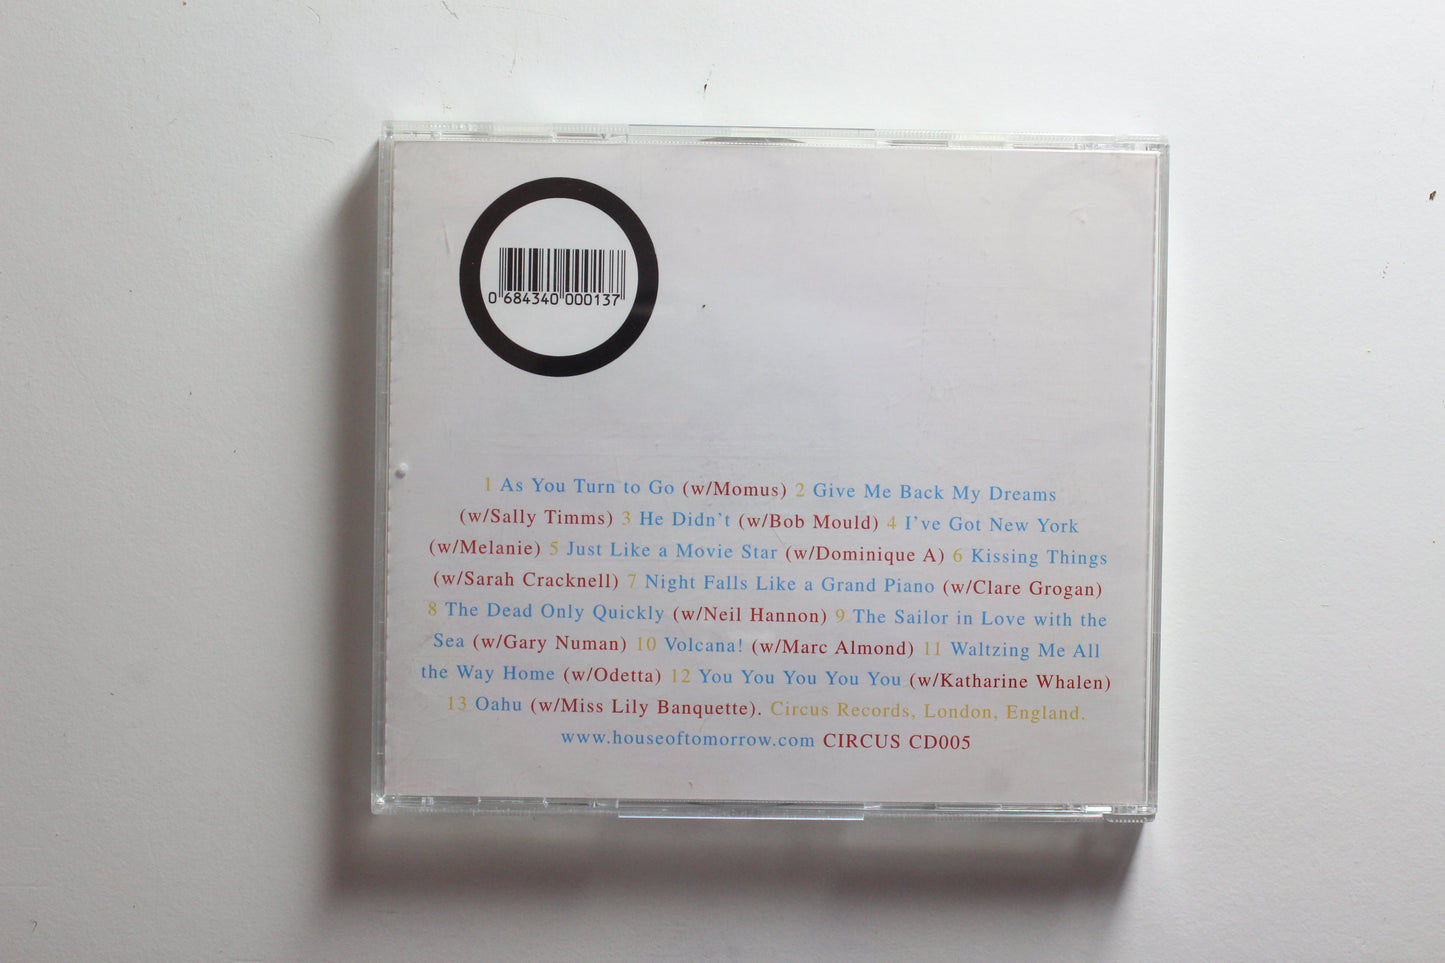 0 684340 000137
1 As You Turn to Go (w/Momus) 2 Give Me Back My Dreams
(w/Sally Timms) 3 He Didn't (w/Bob Mould) 4 I've Got New York
(w/Melanie) 5 Just Like a Movie Star (w/Dominique A) 6 Kissing Things
(w/Sarah Cracknell) 7 Night Falls Like a Grand Piano (w/Clare Grogan)
8 The Dead Only Quickly (w/Neil Hannon) 9 The Sailor in Love with the
Sea (w/Gary Numan) 10 Volcana! (w/Marc Almond) 11 Waltzing Me All
the Way Home (w/Odetta) 12 You You You You You (w/Katharine Whalen)
13 Oahu (w/Miss Lily Banquette). Circus Records, London, England.
www.houseoftomorrow.com CIRCUS CD005